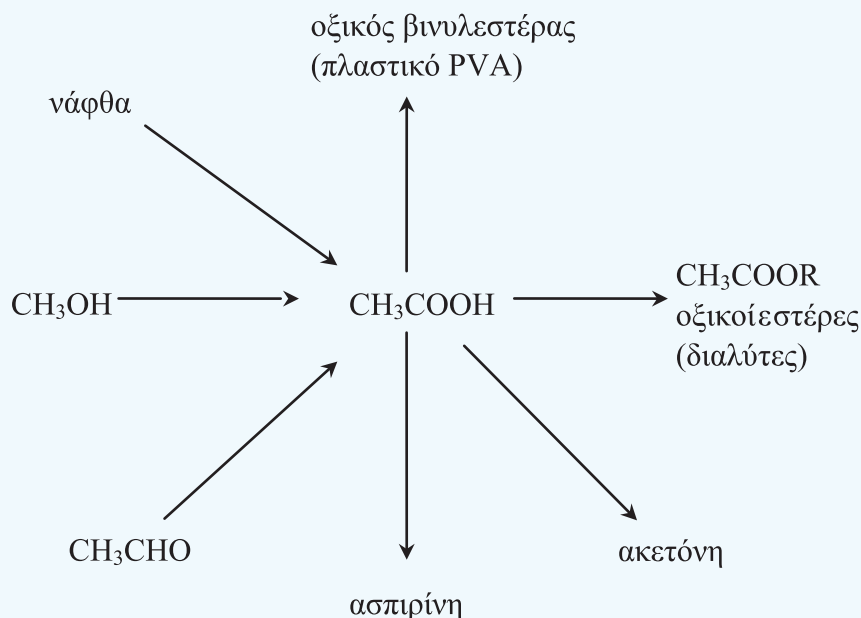 οξικός βινυλεστέρας
(πλαστικό PVA)
νάφθα
CH₃OH
CH₃COOH
CH₃COOR
οξικοίεστέρες
(διαλύτες)
CH₃CHO
ακετόνη
ασπιρίνη